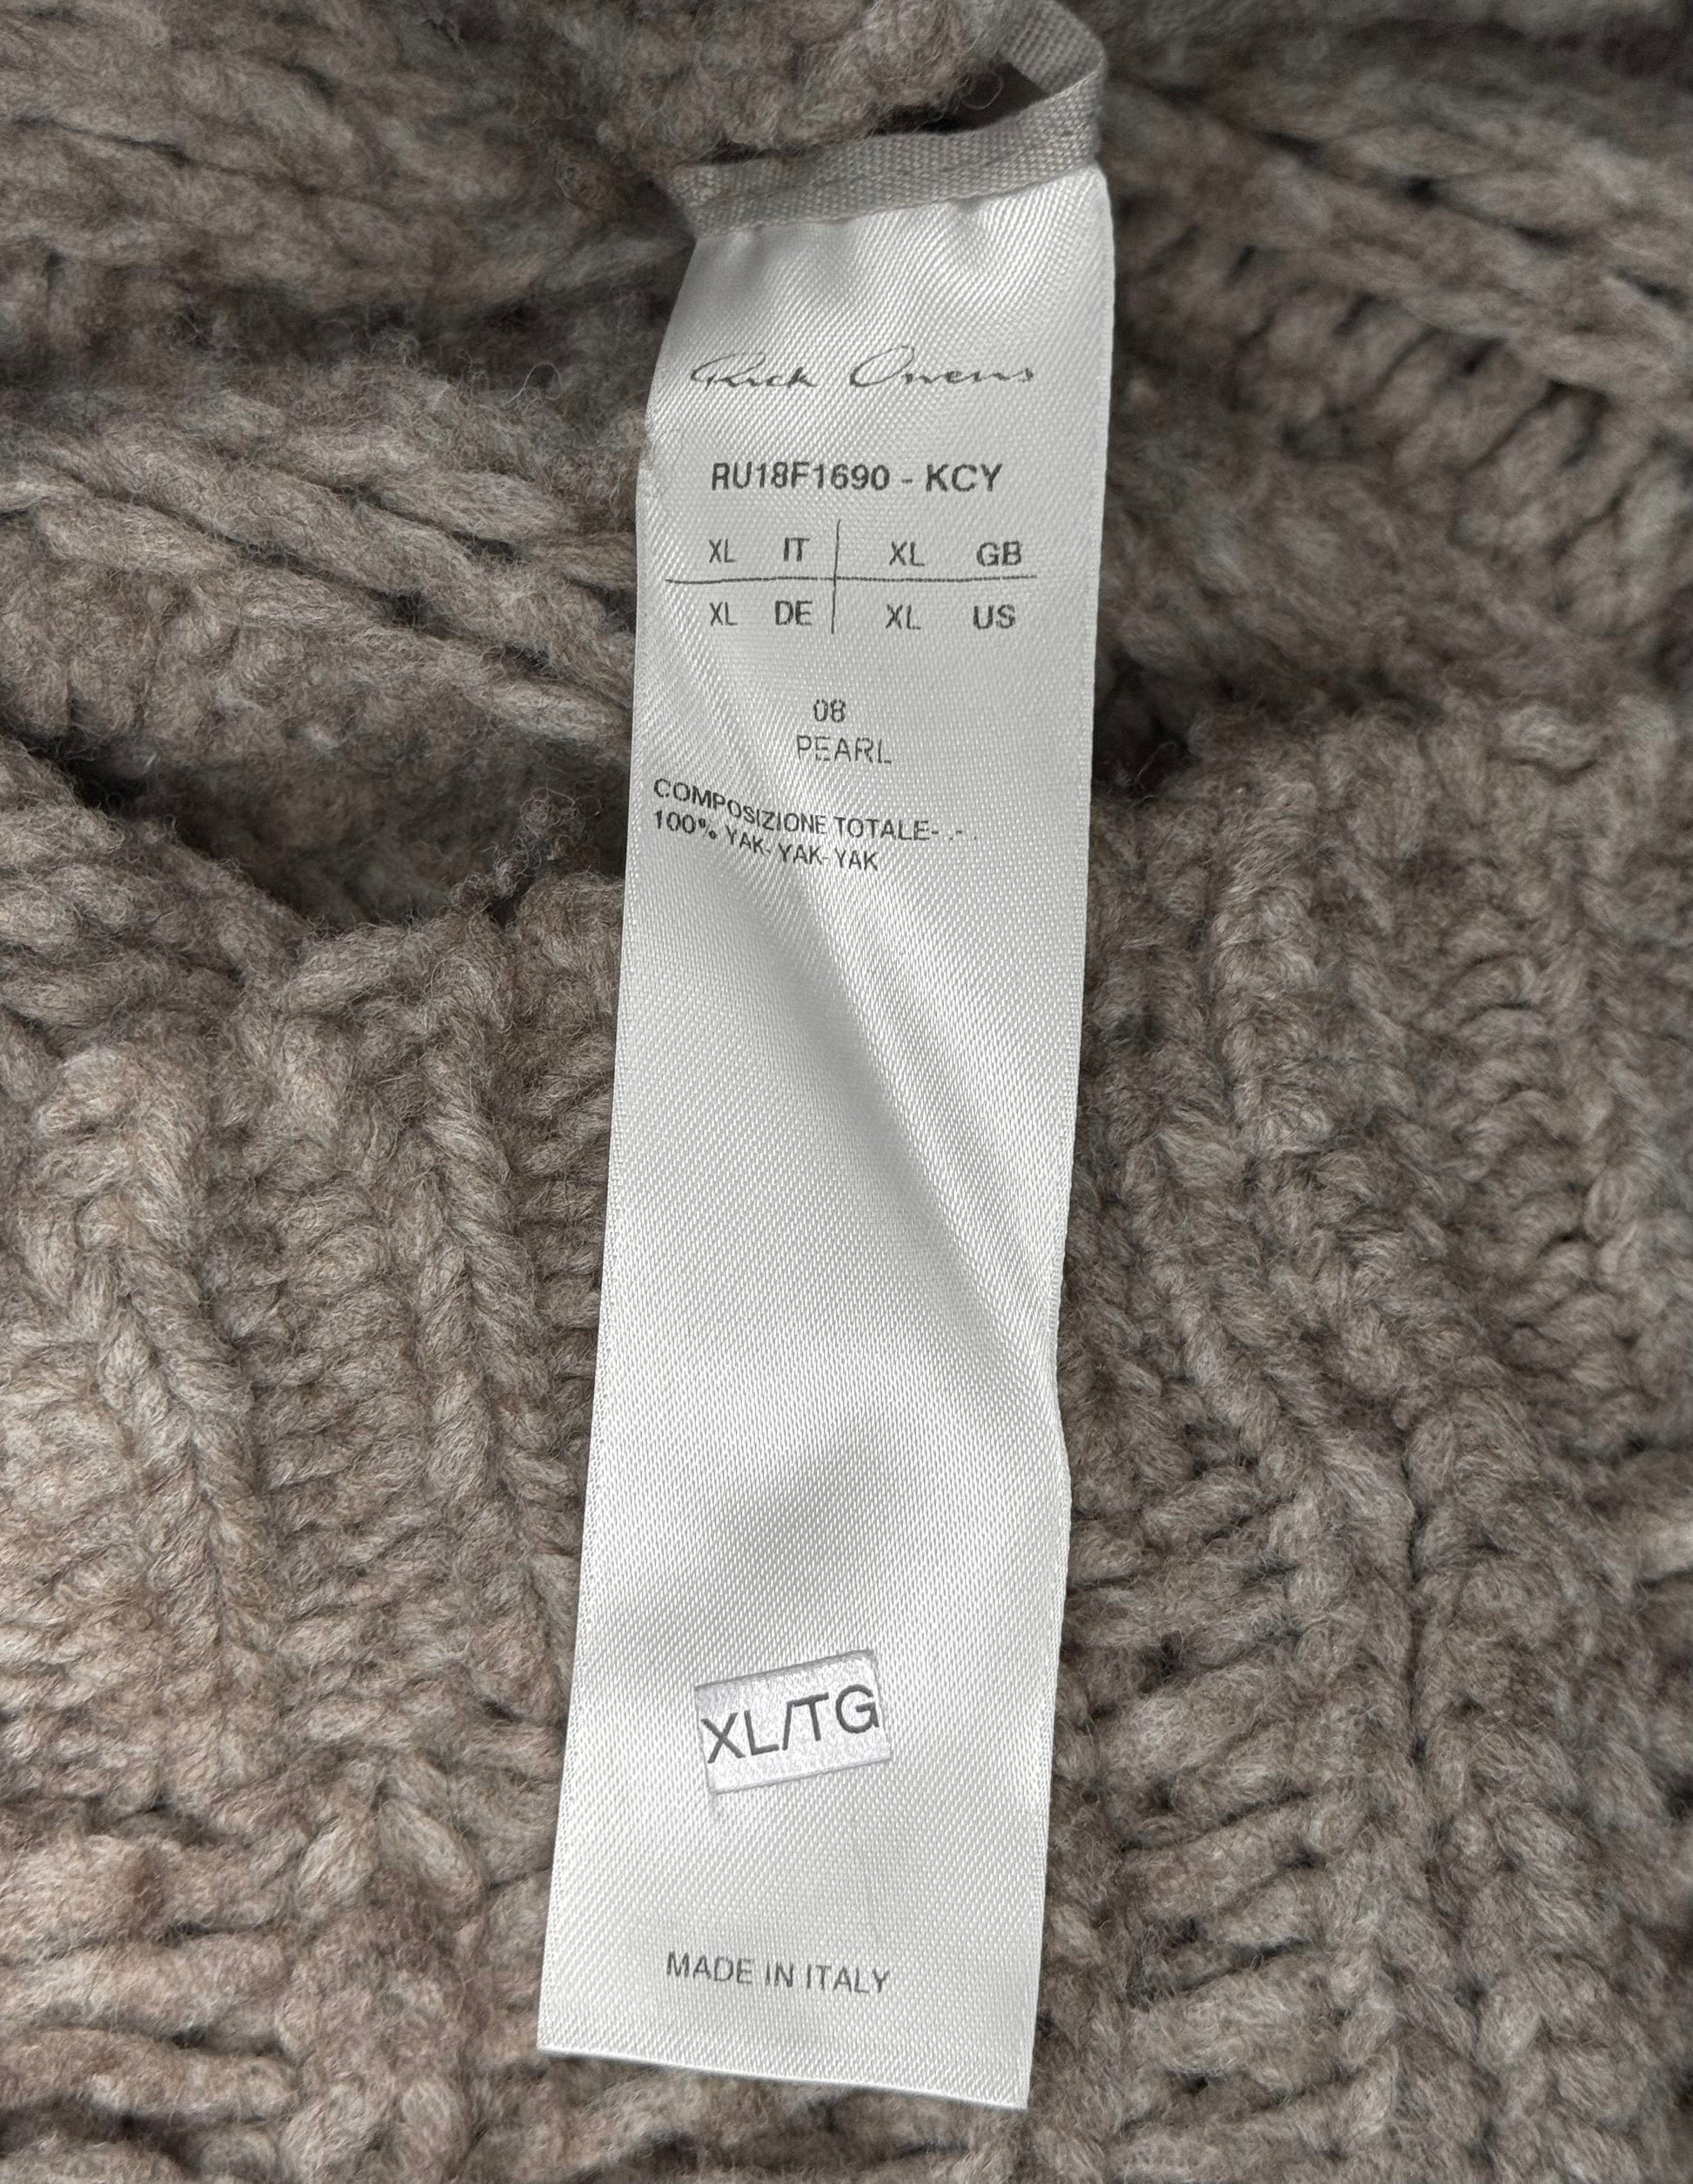 Rick Owens
RU18F1690 - KCY
XL IT XL GB
XL DE XL US
08
PEARL
COMPOSIZIONE TOTALE- .- .
100% YAK- YAK- YAK
XL/TG
MADE IN ITALY